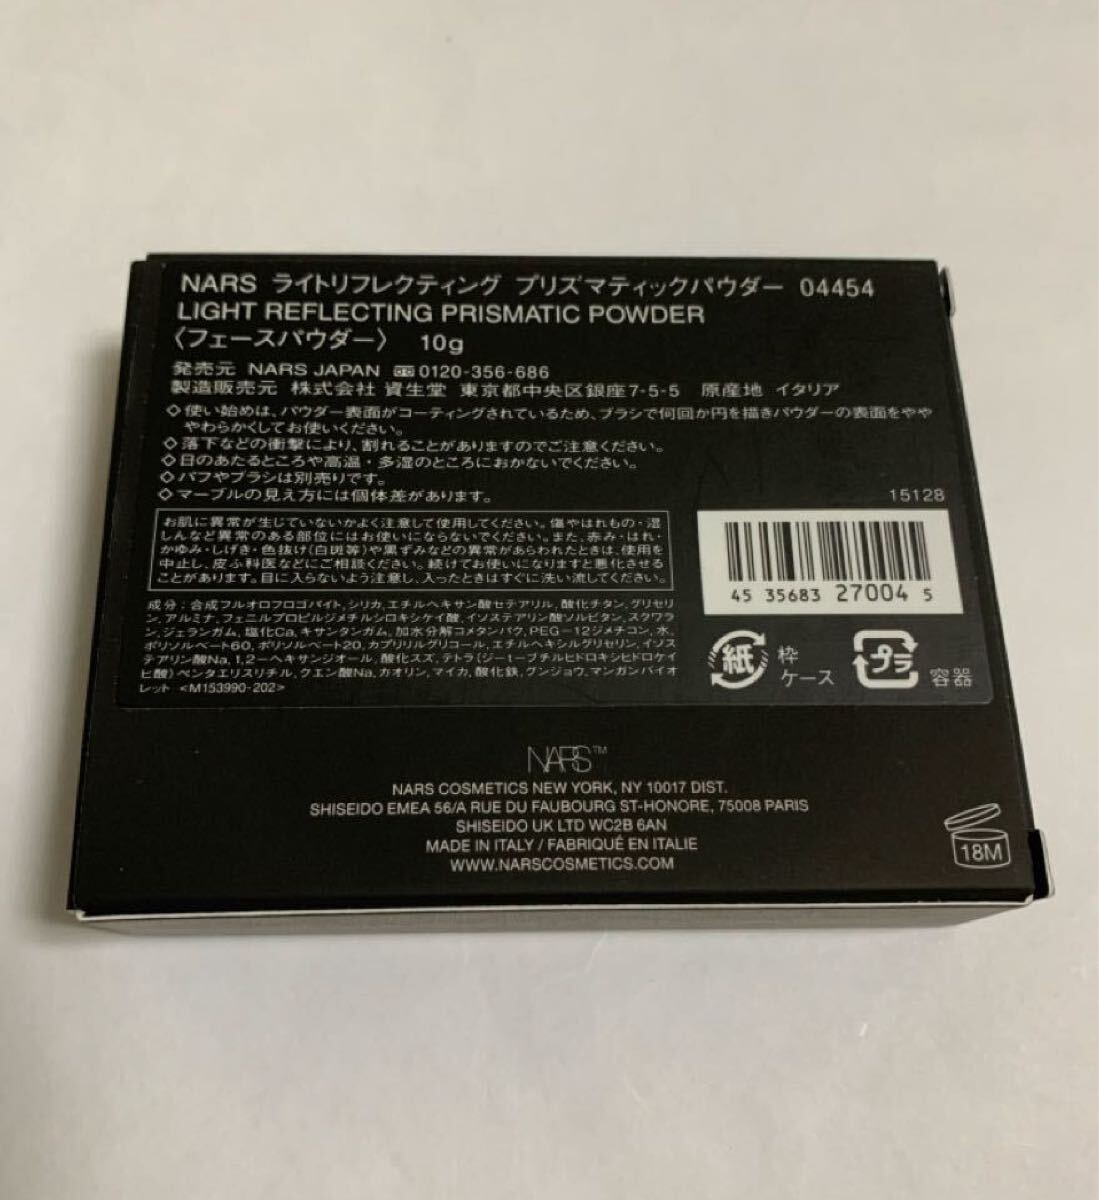 NARS ライトリフレクティング プリズマティックパウダー 04454
LIGHT REFLECTING PRISMATIC POWDER
〈フェースパウダー〉 10g
発売元 NARS JAPAN 0120-356-686
製造販売元 株式会社 資生堂 東京都中央区銀座7-5-5 原産地 イタリア
◇使い始めは、パウダー表面がコーティングされているため、ブラシで何回か円を描きパウダーの表面をやや
やわらかくしてお使いください。
◇落下などの衝撃により、割れることがありますのでご注意ください。
◇日のあたるところや高温・多湿のところにおかないでください。
◇パフやブラシは別売りです。
◇マーブルの見え方には個体差があります。
15128
お肌に異常が生じていないかよく注意して使用してください。傷やはれもの・湿
しんなど異常のある部位にはお使いにならないでください。また、赤み・はれ・
かゆみ・しげき・色抜け(白斑等)や黒ずみなどの異常があらわれたときは、使用を
中止し、皮ふ科医などにご相談ください。続けてお使いになりますと悪化させる
ことがあります。目に入らないよう注意し、入ったときはすぐに洗い流してください。
成分:合成フルオロフロゴパイト、シリカ、エチルヘキサン酸セテアリル、酸化チタン、グリセリ
ン、アルミナ、フェニルプロピルジメチルシロキシケイ酸、イソステアリン酸ソルビタン、スクワラ
ン、ジェランガム、塩化Ca、キサンタンガム、加水分解コメタンパク、PEG-12ジメチコン、水、
ポリソルベート60、ポリソルベート20、カプリリルグリコール、エチルヘキシルグリセリン、イソス
テアリン酸Na、1,2-ヘキサンジオール、酸化スズ、テトラ(ジ-t-ブチルヒドロキシヒドロケイ
ヒ酸)ペンタエリスリチル、クエン酸Na、カオリン、マイカ、酸化鉄、グンジョウ、マンガンバイオ
レット <M153990-202>
4 535683 270045
紙 枠
ケース
プラ 容器
NARS™
NARS COSMETICS NEW YORK, NY 10017 DIST.
SHISEIDO EMEA 56/A RUE DU FAUBOURG ST-HONORE, 75008 PARIS
SHISEIDO UK LTD WC2B 6AN
MADE IN ITALY / FABRIQUÉ EN ITALIE
WWW.NARSCOSMETICS.COM
18M